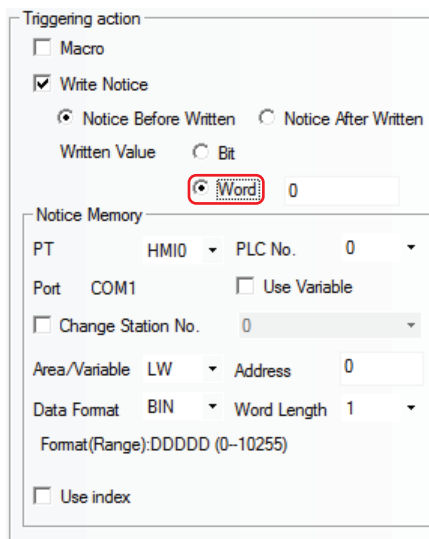 Triggering action
Macro
Write Notice
Notice Before Written Notice After Written
Written Value Bit
Word 0
Notice Memory
PT HMI0 PLC No. 0
Port COM1 Use Variable
Change Station No. 0
Area/Variable LW Address 0
Data Format BIN Word Length 1
Format(Range):DDDDD (0--10255)
Use index